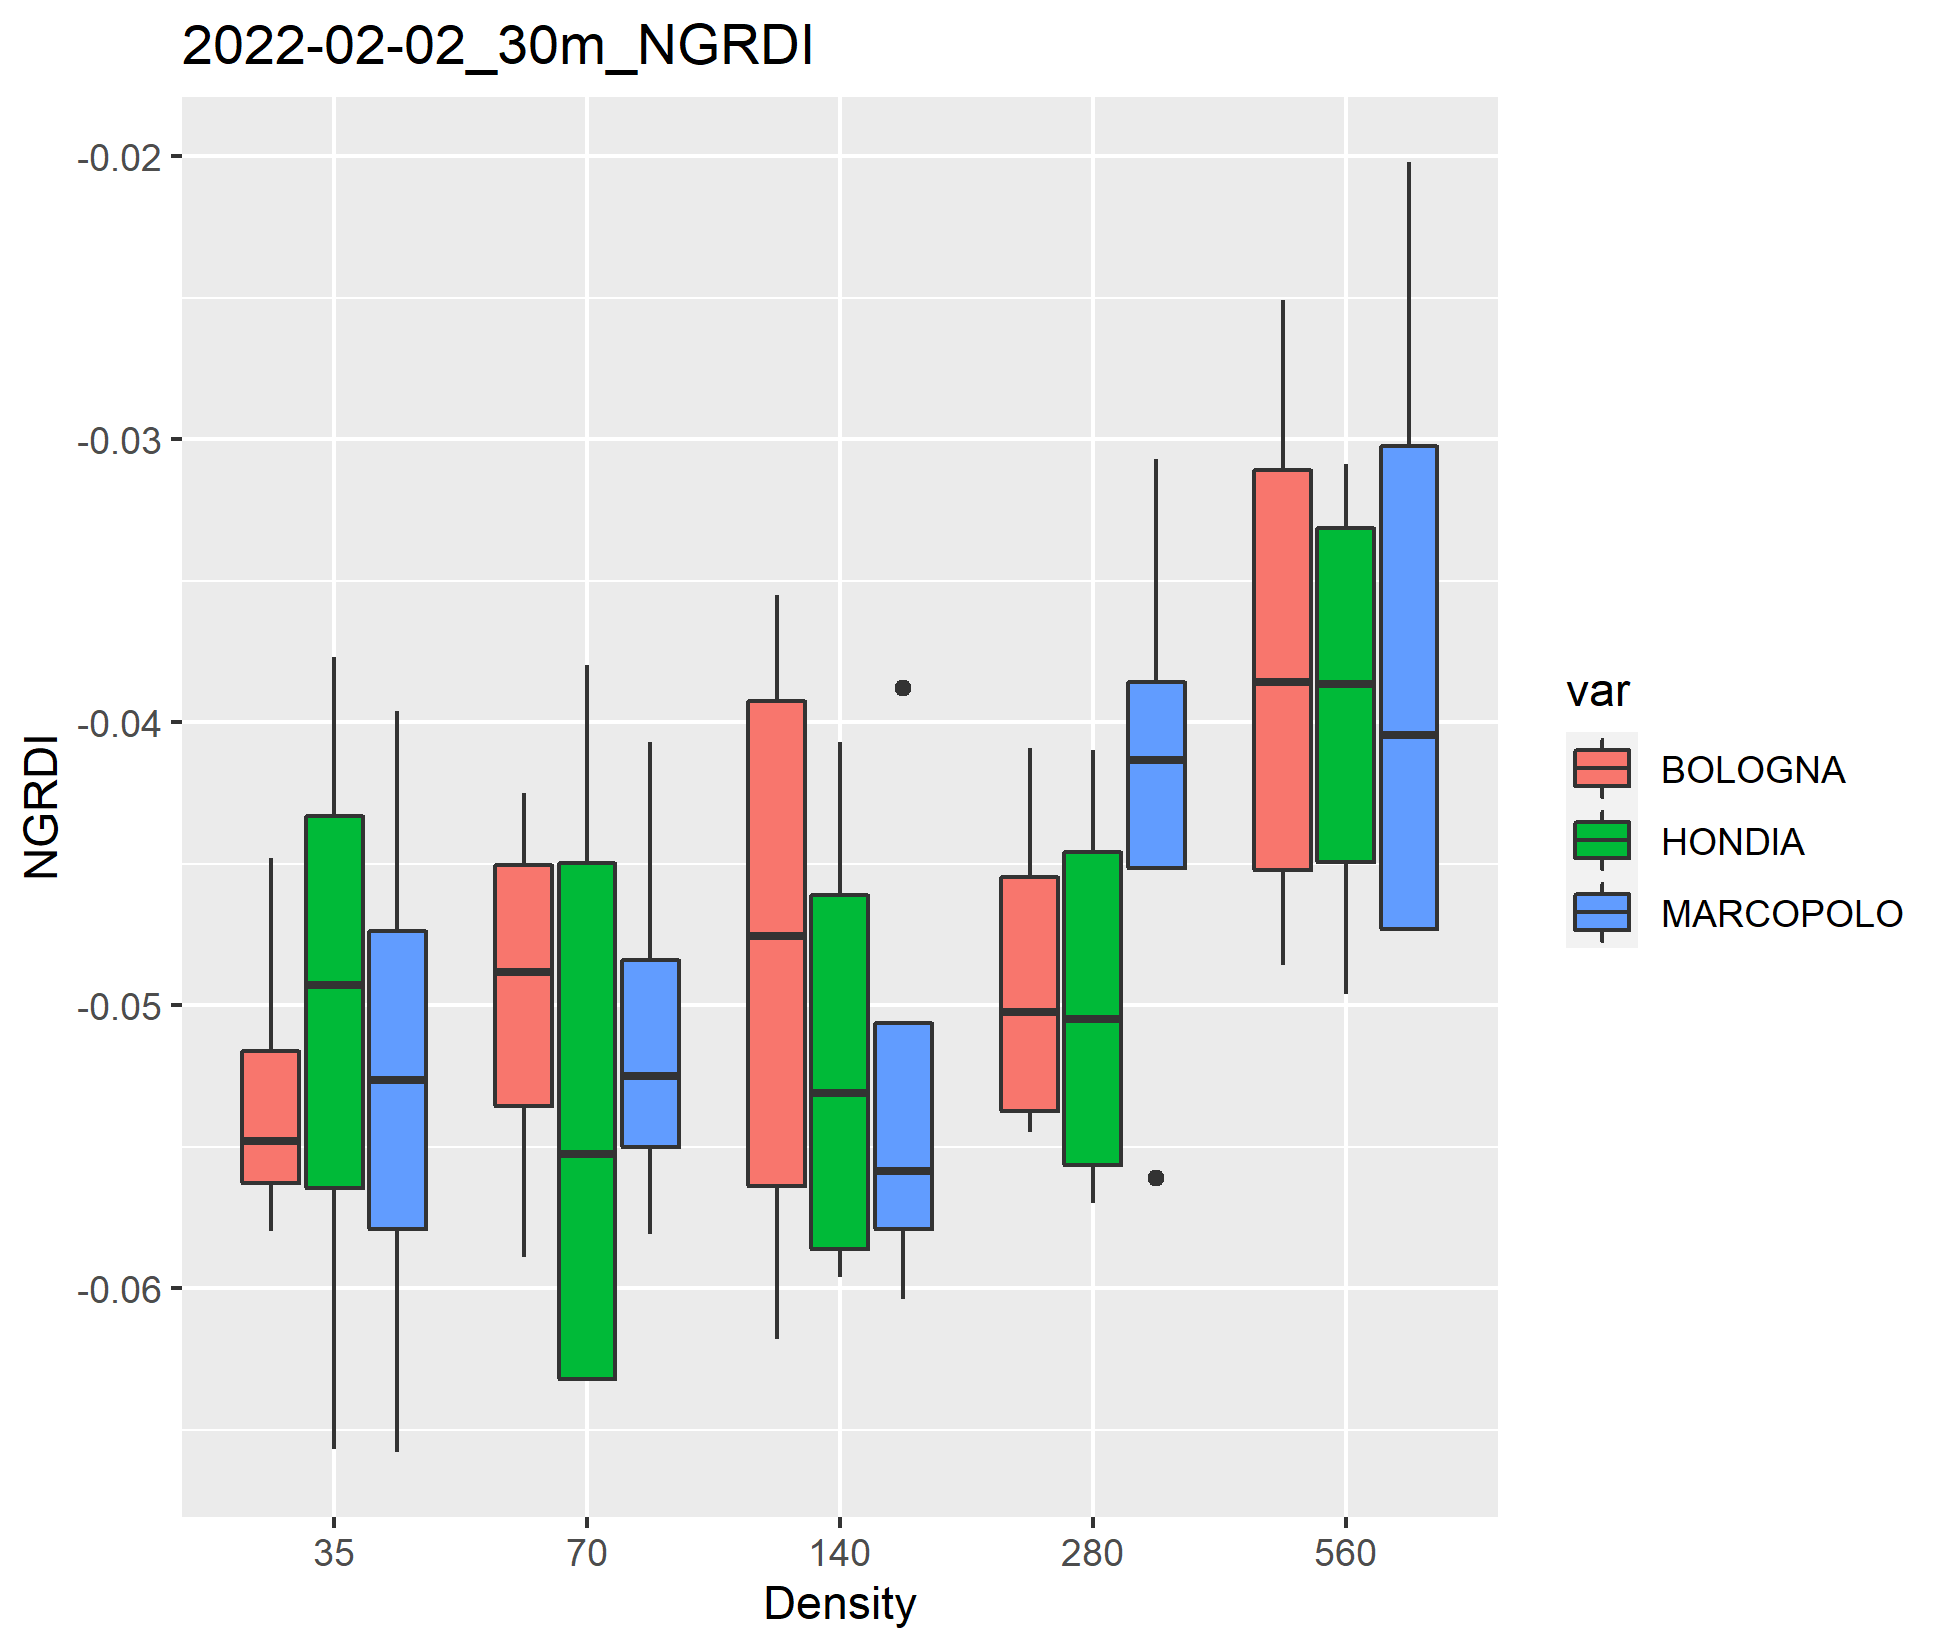 2022-02-02_30m_NGRDI
-0.02
-0.03
-0.04
-0.05
-0.06
NGRDI
35 70 140 280 560
Density
var
BOLOGNA
HONDIA
MARCOPOLO